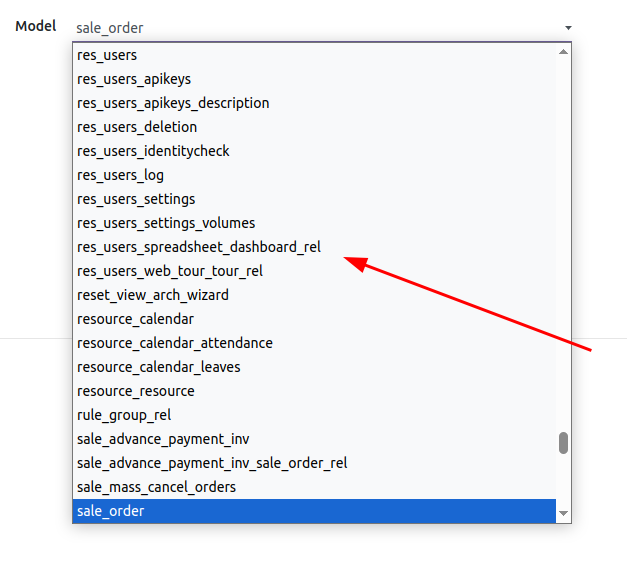 Model sale_order
res_users
res_users_apikeys
res_users_apikeys_description
res_users_deletion
res_users_identitycheck
res_users_log
res_users_settings
res_users_settings_volumes
res_users_spreadsheet_dashboard_rel
res_users_web_tour_tour_rel
reset_view_arch_wizard
resource_calendar
resource_calendar_attendance
resource_calendar_leaves
resource_resource
rule_group_rel
sale_advance_payment_inv
sale_advance_payment_inv_sale_order_rel
sale_mass_cancel_orders
sale_order